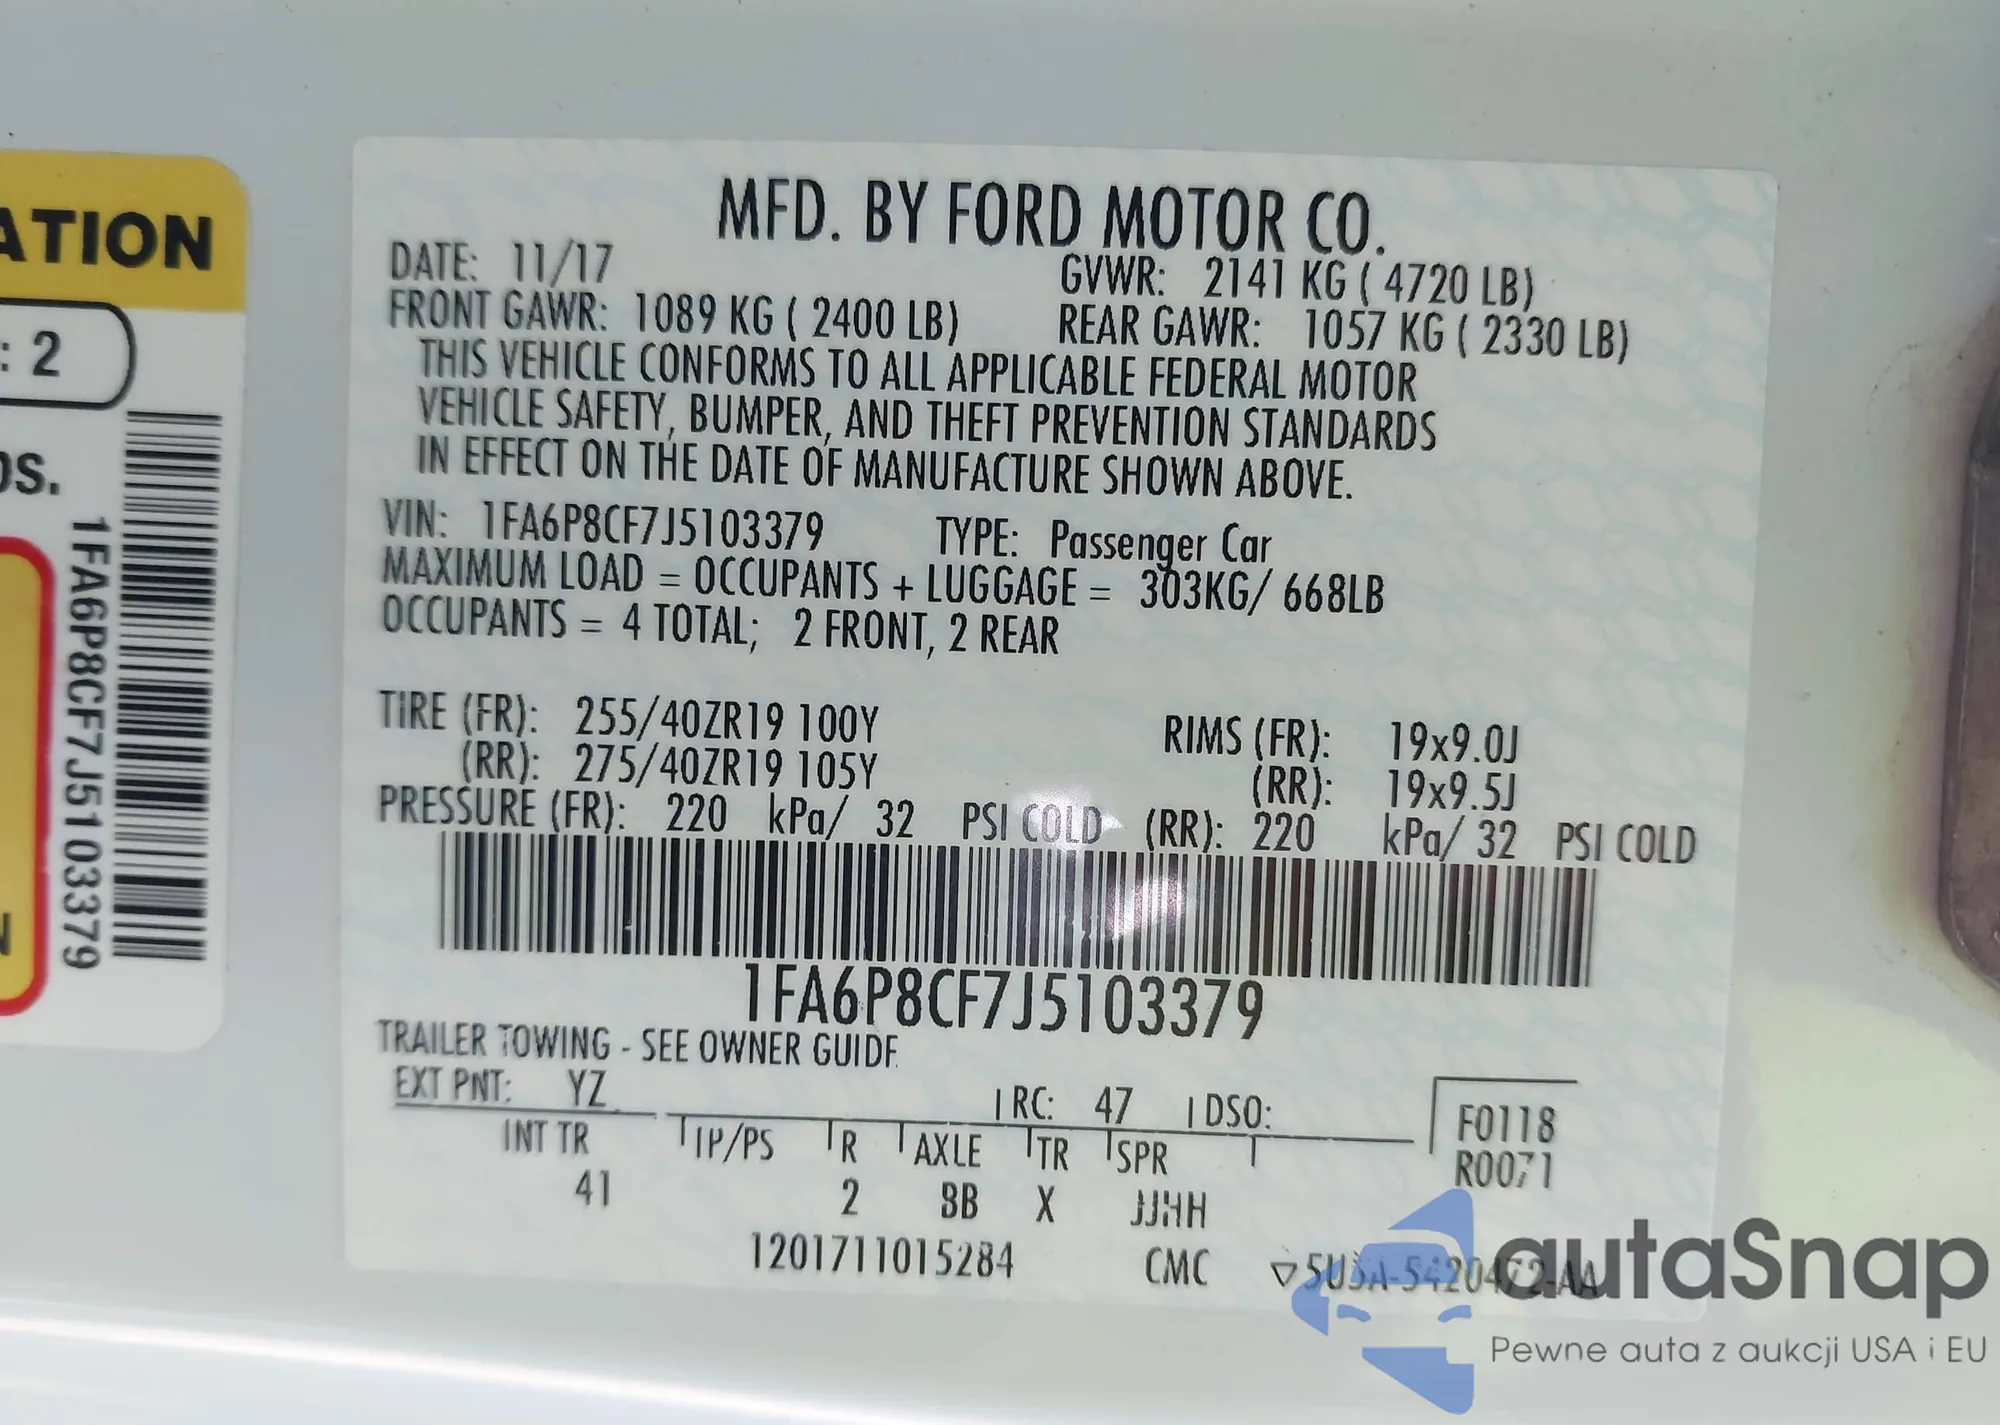 ATION
: 2
os.
1FA6P8CF7J5103379
N
MFD. BY FORD MOTOR CO.
DATE: 11/17 GVWR: 2141 KG ( 4720 LB)
FRONT GAWR: 1089 KG ( 2400 LB) REAR GAWR: 1057 KG ( 2330 LB)
THIS VEHICLE CONFORMS TO ALL APPLICABLE FEDERAL MOTOR
VEHICLE SAFETY, BUMPER, AND THEFT PREVENTION STANDARDS
IN EFFECT ON THE DATE OF MANUFACTURE SHOWN ABOVE.
VIN: 1FA6P8CF7J5103379 TYPE: Passenger Car
MAXIMUM LOAD = OCCUPANTS + LUGGAGE = 303KG/ 668LB
OCCUPANTS = 4 TOTAL; 2 FRONT, 2 REAR
TIRE (FR): 255/40ZR19 100Y RIMS (FR): 19x9.0J
(RR): 275/40ZR19 105Y (RR): 19x9.5J
PRESSURE (FR): 220 kPa/ 32 PSI COLD (RR): 220 kPa/ 32 PSI COLD
1FA6P8CF7J5103379
TRAILER TOWING - SEE OWNER GUIDE
EXT PNT: YZ RC: 47 DSO: F0118
R0071
INT TR IP/PS R AXLE TR SPR
41 2 BB X JJHH
1201711015284 CMC ▽5U5A-5420472-AA
autaSnap
Pewne auta z aukcji USA i EU